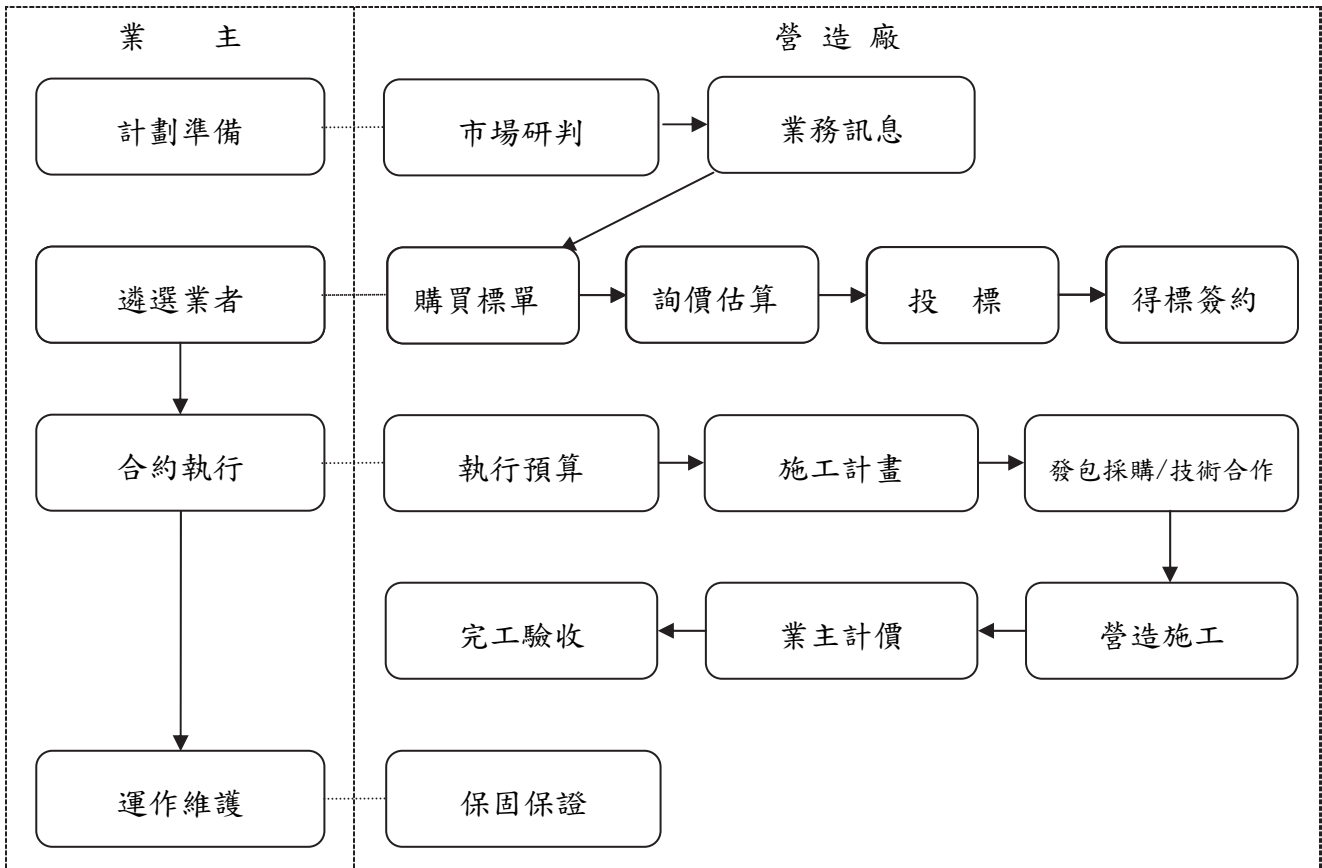 業 主
營 造 廠
計劃準備
市場研判
業務訊息
遴選業者
購買標單
詢價估算
投 標
得標簽約
合約執行
執行預算
施工計畫
發包採購/技術合作
完工驗收
業主計價
營造施工
運作維護
保固保證